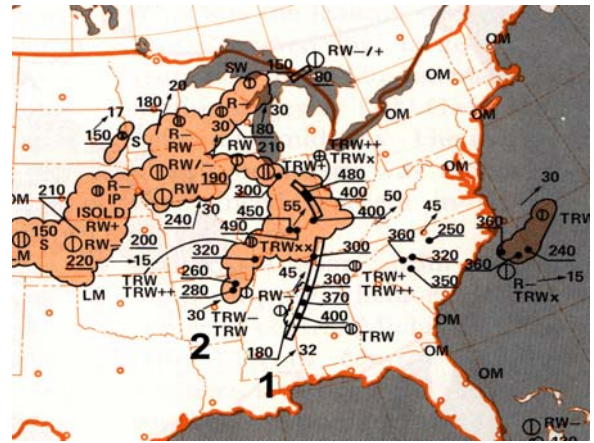 RW-/+
OM
150
SW
80
OM
OM
20
17
180
R-
30
OM
150
S
R-
RW
30
180
RW
210
TRW++
TRW+
TRWx
RW/-
480
30
210
R-
IP
RW
190
300
400
50
OM
ISOLD
55
45
TRW
240
30
450
400
360
150
RW+
490
S
RW-
200
TRWxx
300
360
250
240
M
320
45
320
360
220
15
TRW
260
TRW+
R-
15
LM
TRW++
280
RW-
300
TRW++
350
TRWx
370
30
TRW-
400
TRW
TRW
2
180
32
OM
1
OM
OM
RW-